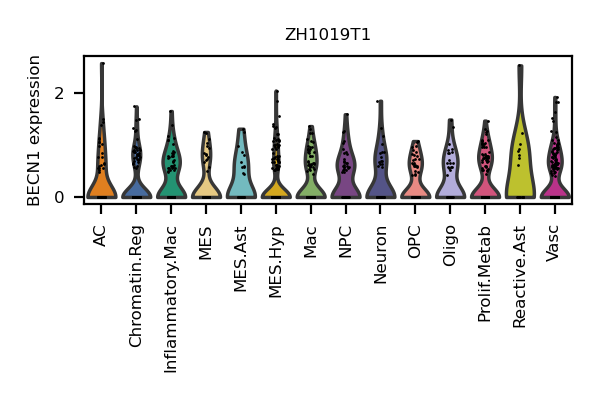 ZH1019T1
BECN1 expression
2
0
AC
Chromatin.Reg
Inflammatory.Mac
MES
MES.Ast
MES.Hyp
Mac
NPC
Neuron
OPC
Oligo
Prolif.Metab
Reactive.Ast
Vasc